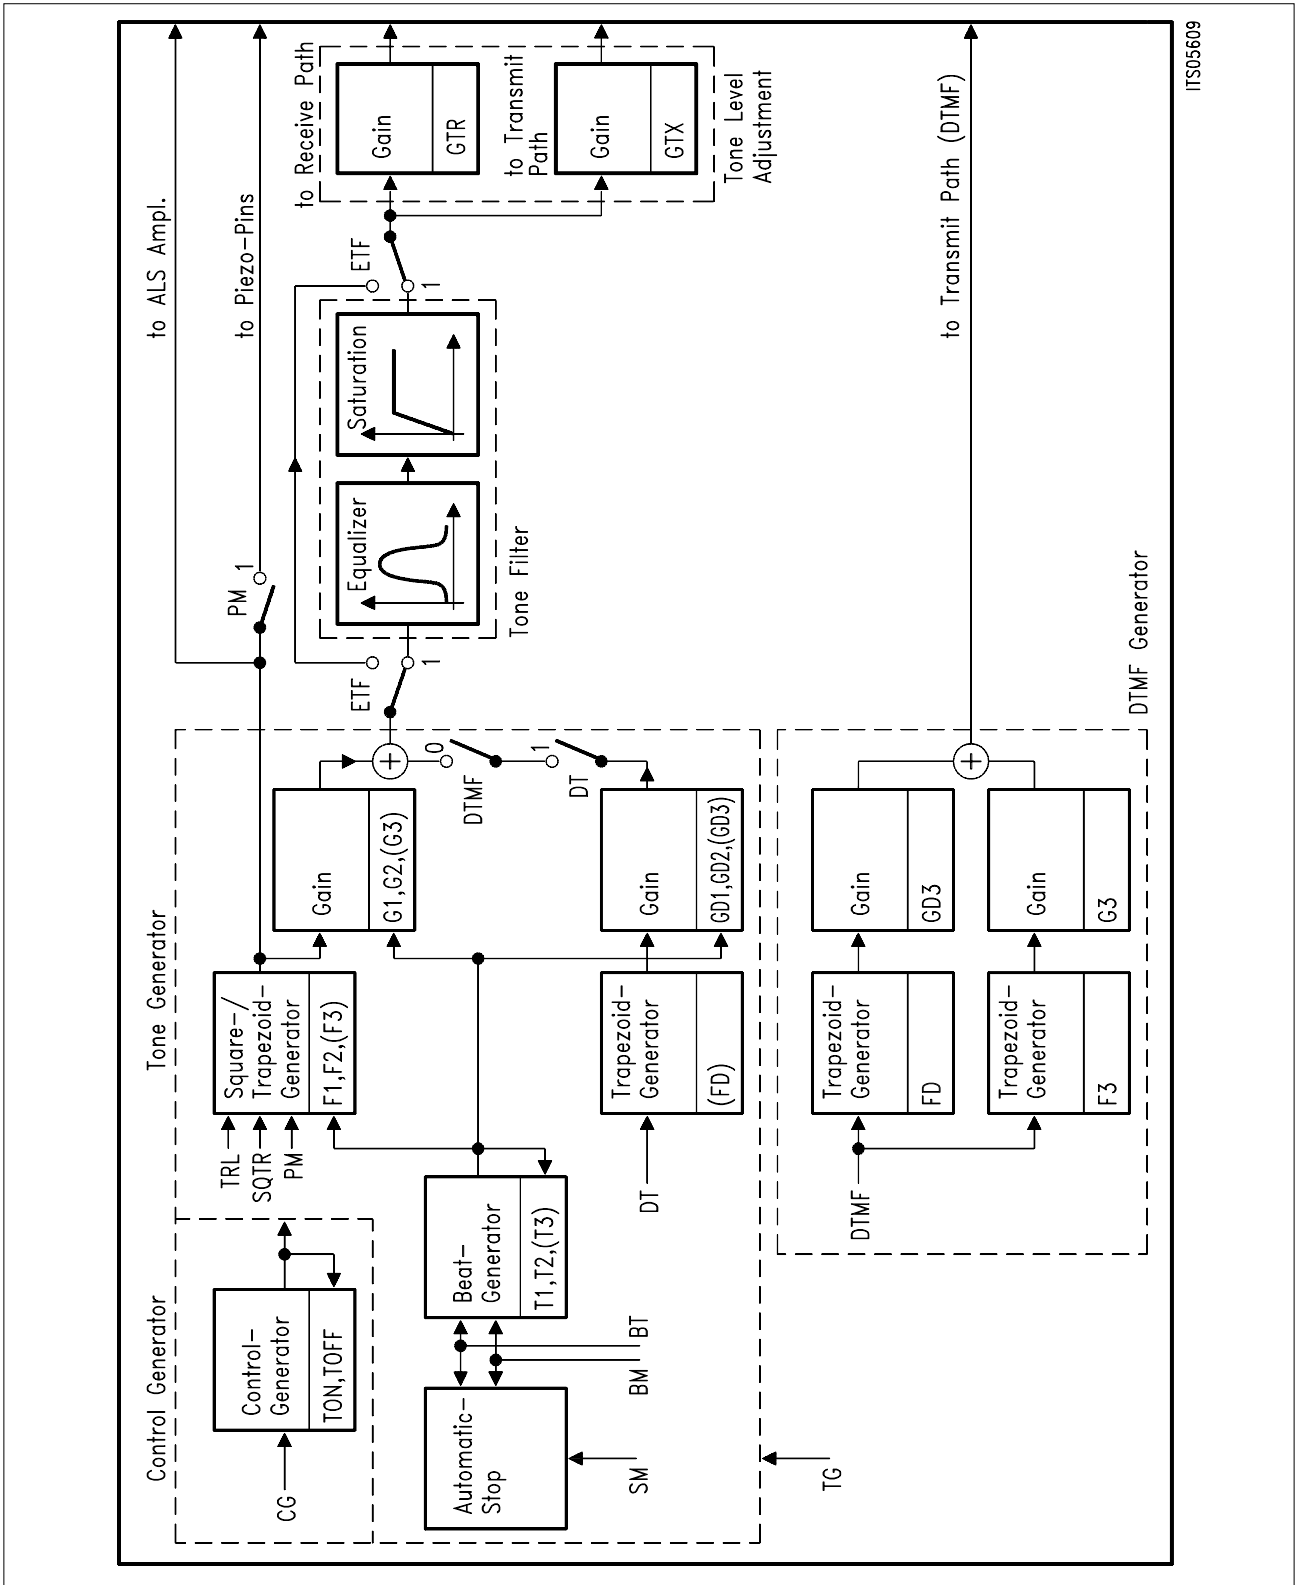 Control Generator
Tone Generator
CG
Control-
Generator
TON,TOFF
TRL
SQTR
PM
Square-/
Trapezoid-
Generator
F1,F2,(F3)
Gain
G1,G2,(G3)
Automatic-
Stop
SM
BM
BT
Beat-
Generator
T1,T2,(T3)
DT
Trapezoid-
Generator
(FD)
Gain
GD1,GD2,(GD3)
DTMF
0
DT
1
TG
PM
1
to ALS Ampl.
to Piezo-Pins
ETF
1
Equalizer
Saturation
Tone Filter
ETF
1
to Receive Path
Gain
GTR
to Transmit
Path
Gain
GTX
Tone Level
Adjustment
DTMF
Trapezoid-
Generator
FD
Gain
GD3
Trapezoid-
Generator
F3
Gain
G3
DTMF Generator
to Transmit Path (DTMF)
ITS05609